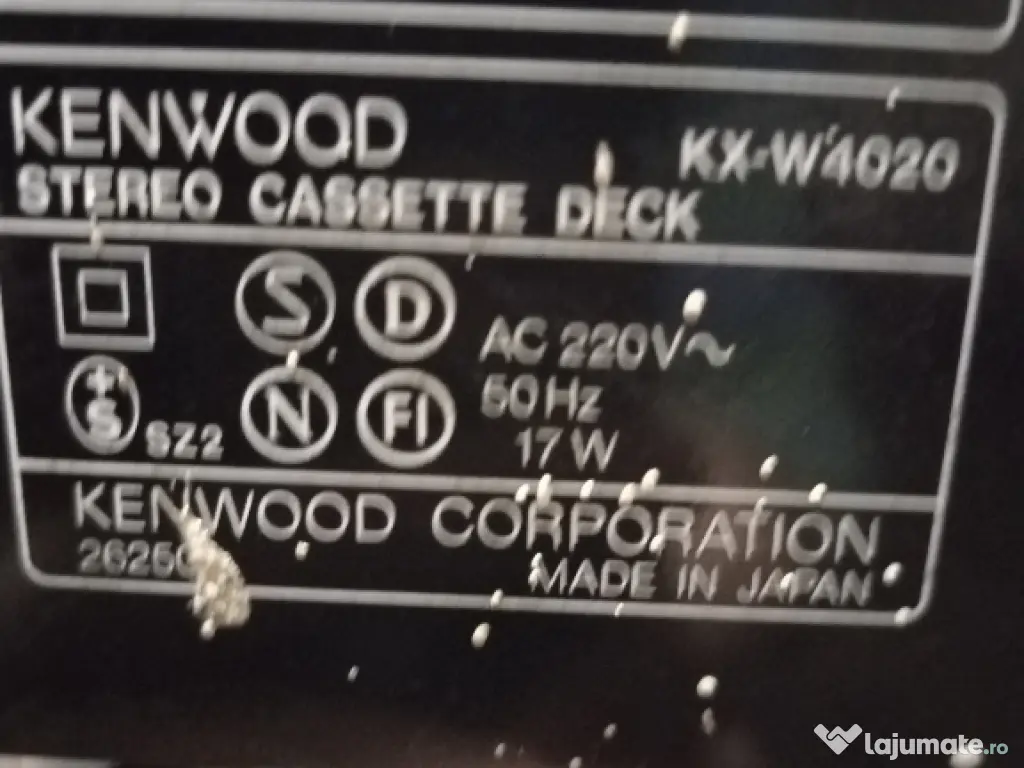 KENWOOD KX-W4020
STEREO CASSETTE DECK
S D AC 220V~
50Hz
+S SZ2 N FI 17W
KENWOOD CORPORATION
MADE IN JAPAN
lajumate.ro